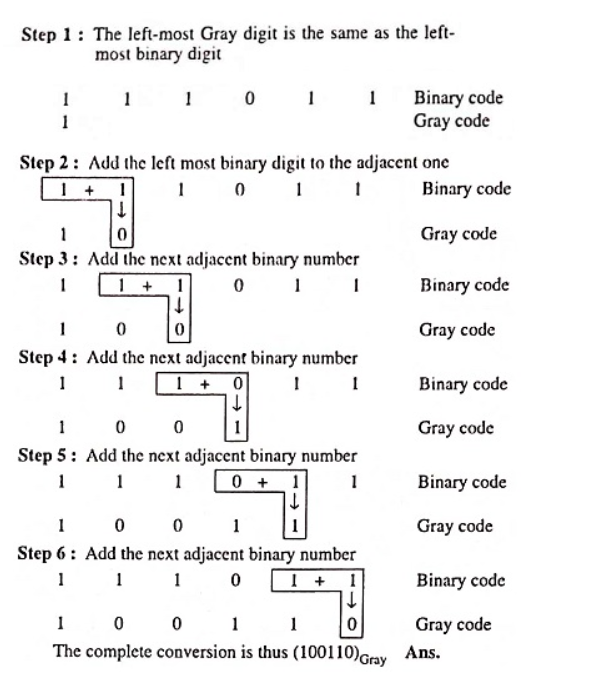 Step 1 : The left-most Gray digit is the same as the left-
most binary digit
1 1 1 0 1 1 Binary code
1 Gray code
Step 2 : Add the left most binary digit to the adjacent one
1 + 1 1 0 1 1 Binary code
↓
1 0 Gray code
Step 3 : Add the next adjacent binary number
1 1 + 1 0 1 1 Binary code
↓
1 0 0 Gray code
Step 4 : Add the next adjacent binary number
1 1 1 + 0 1 1 Binary code
↓
1 0 0 1 Gray code
Step 5 : Add the next adjacent binary number
1 1 1 0 + 1 1 Binary code
↓
1 0 0 1 1 Gray code
Step 6 : Add the next adjacent binary number
1 1 1 0 1 + 1 Binary code
↓
1 0 0 1 1 0 Gray code
The complete conversion is thus (100110)Gray Ans.